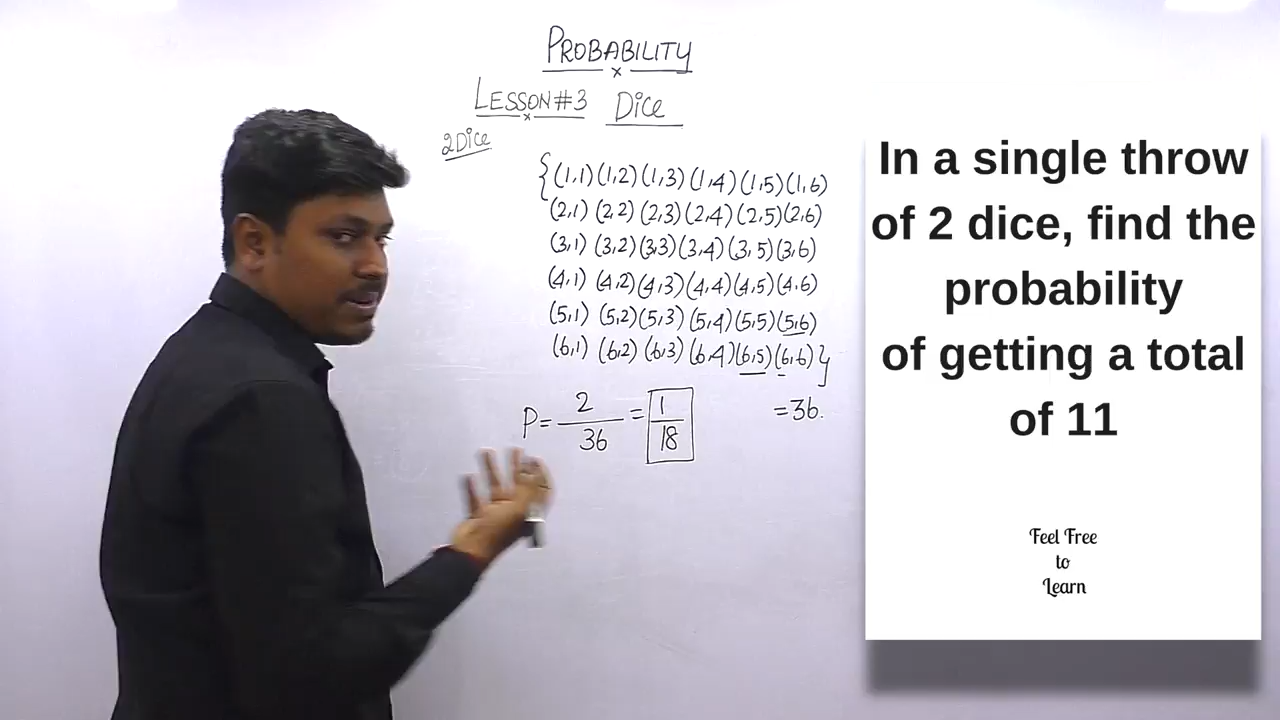 PROBABILITY
LESSON#3 Dice
2 Dice
{(1,1) (1,2) (1,3) (1,4) (1,5) (1,6)
(2,1) (2,2) (2,3) (2,4) (2,5) (2,6)
(3,1) (3,2) (3,3) (3,4) (3,5) (3,6)
(4,1) (4,2) (4,3) (4,4) (4,5) (4,6)
(5,1) (5,2) (5,3) (5,4) (5,5) (5,6)
(6,1) (6,2) (6,3) (6,4) (6,5) (6,6)}
=36.
P= 2/36 = 1/18
In a single throw
of 2 dice, find the
probability
of getting a total
of 11
Feel Free
to
Learn